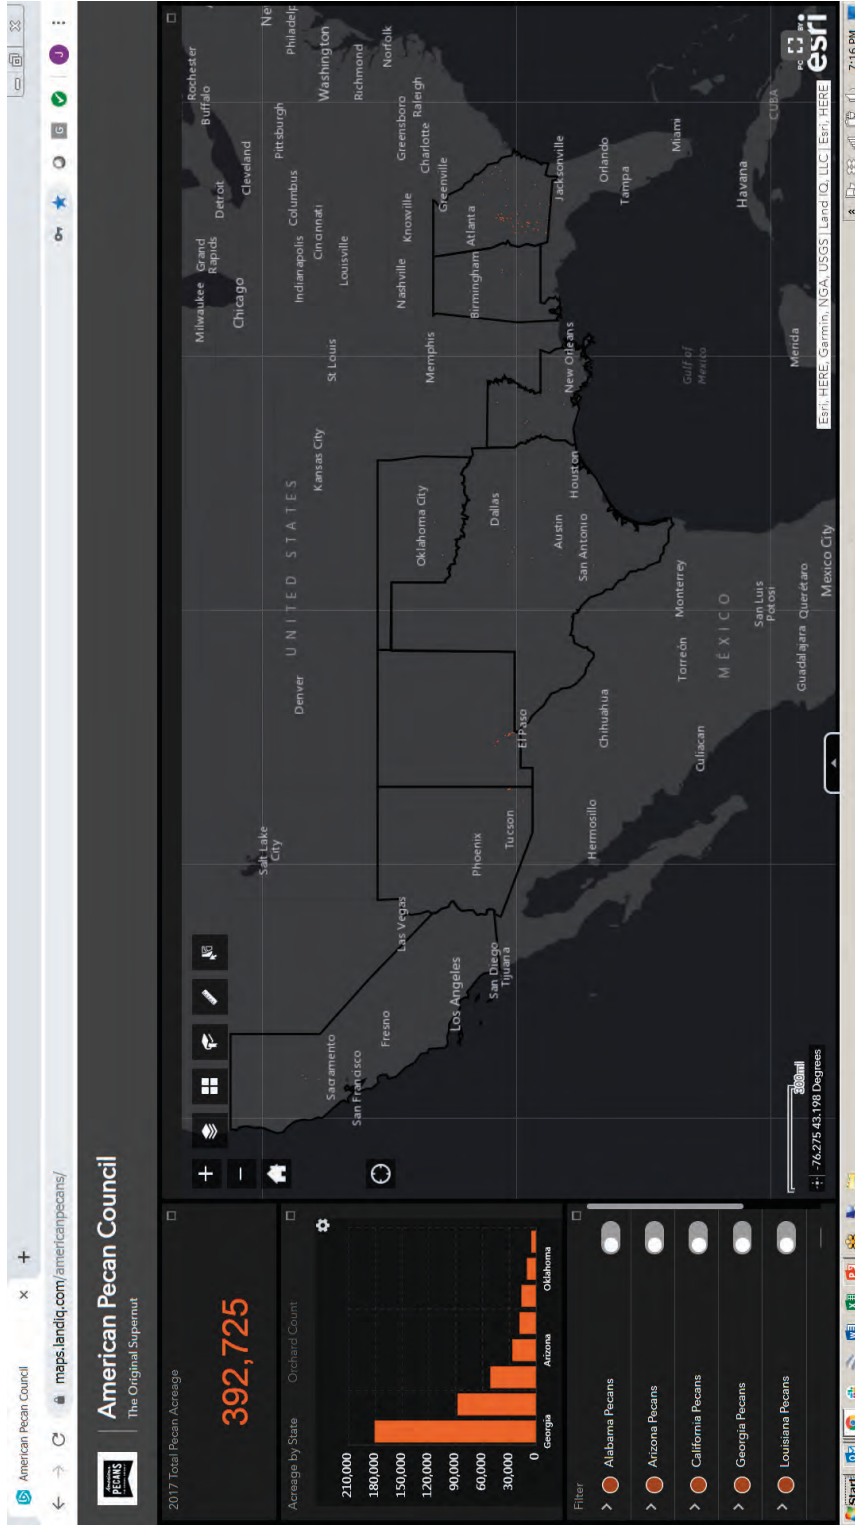 American Pecan Council
×
+
maps.landiq.com/americanpecans/
G
J
American
PECANS
American Pecan Council
The Original Supernut
2017 Total Pecan Acreage
392,725
Acreage by State
Orchard Count
210,000
180,000
150,000
120,000
90,000
60,000
30,000
0
Georgia
Arizona
Oklahoma
Filter
Alabama Pecans
Arizona Pecans
California Pecans
Georgia Pecans
Louisiana Pecans
+
−
UNITED STATES
Milwaukee
Grand
Rapids
Detroit
Buffalo
Rochester
Chicago
Cleveland
Salt Lake
City
Denver
Indianapolis
Columbus
Pittsburgh
Philadelp
Ne
Cincinnati
Washington
Sacramento
San Francisco
Kansas City
St Louis
Louisville
Richmond
Norfolk
Fresno
Las Vegas
Nashville
Knoxville
Greensboro
Raleigh
Oklahoma City
Memphis
Charlotte
Greenville
Los Angeles
Phoenix
Birmingham
Atlanta
San Diego
Tijuana
Tucson
Dallas
El Paso
Austin
Jacksonville
Houston
New Orleans
San Antonio
Hermosillo
Chihuahua
Orlando
Tampa
Miami
Torreón
Monterrey
Culiacan
MÉXICO
Gulf of
Mexico
Havana
CUBA
San Luis
Potosi
Merida
Guadalajara
Querétaro
Mexico City
300mi
-76.275 43.198 Degrees
Esri, HERE, Garmin, NGA, USGS | Land IQ, LLC | Esri, HERE
esri
Start
7:16 PM